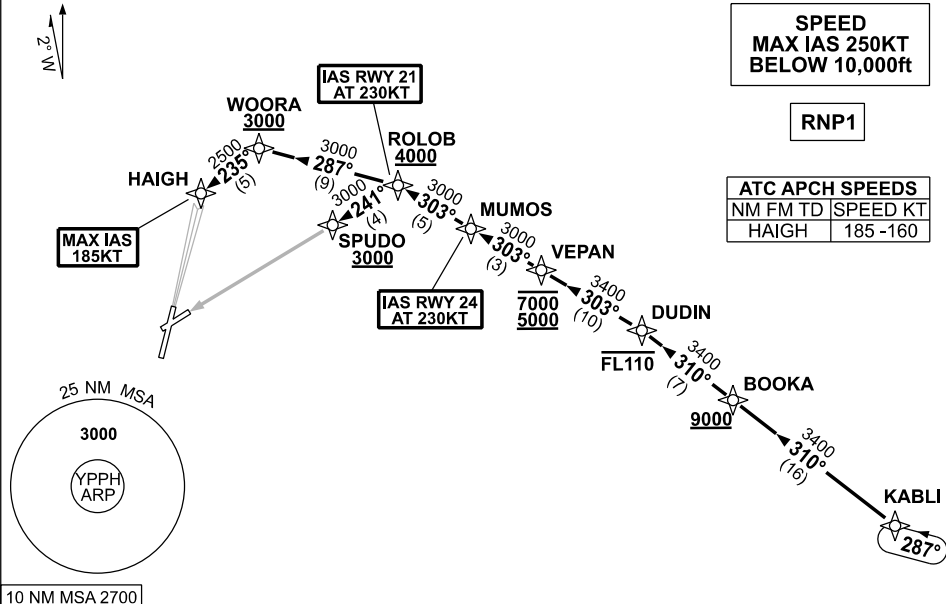 2° W
SPEED
MAX IAS 250KT
BELOW 10,000ft
RNP1
ATC APCH SPEEDS
NM FM TD SPEED KT
HAIGH 185 -160
IAS RWY 21
AT 230KT
WOORA
3000
ROLOB
4000
HAIGH
2500
235°
(5)
3000
287°
(9)
3000
241°
(4)
3000
303°
(5)
MUMOS
MAX IAS
185KT
SPUDO
3000
3000
303°
(3)
VEPAN
7000
5000
IAS RWY 24
AT 230KT
3400
303°
(10)
DUDIN
FL110
3400
310°
(7)
BOOKA
9000
3400
310°
(16)
KABLI
287°
25 NM MSA
3000
YPPH
ARP
10 NM MSA 2700